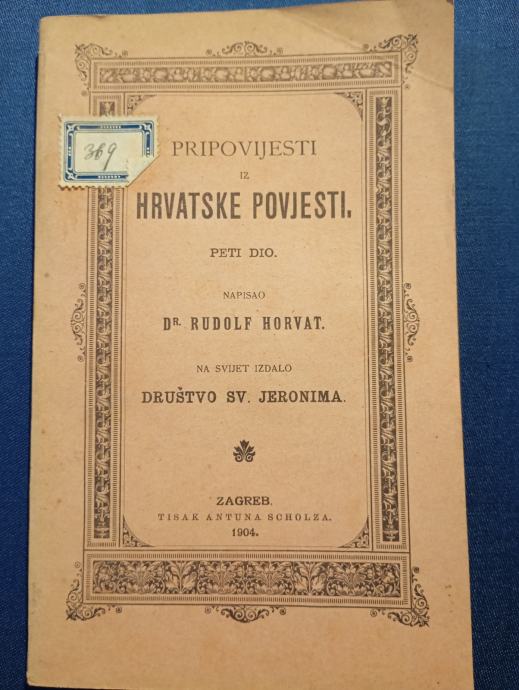 369
PRIPOVIJESTI
IZ
HRVATSKE POVJESTI.
PETI DIO.
NAPISAO
DR. RUDOLF HORVAT.
NA SVIJET IZDALO
DRUŠTVO SV. JERONIMA.
ZAGREB.
TISAK ANTUNA SCHOLZA.
1904.